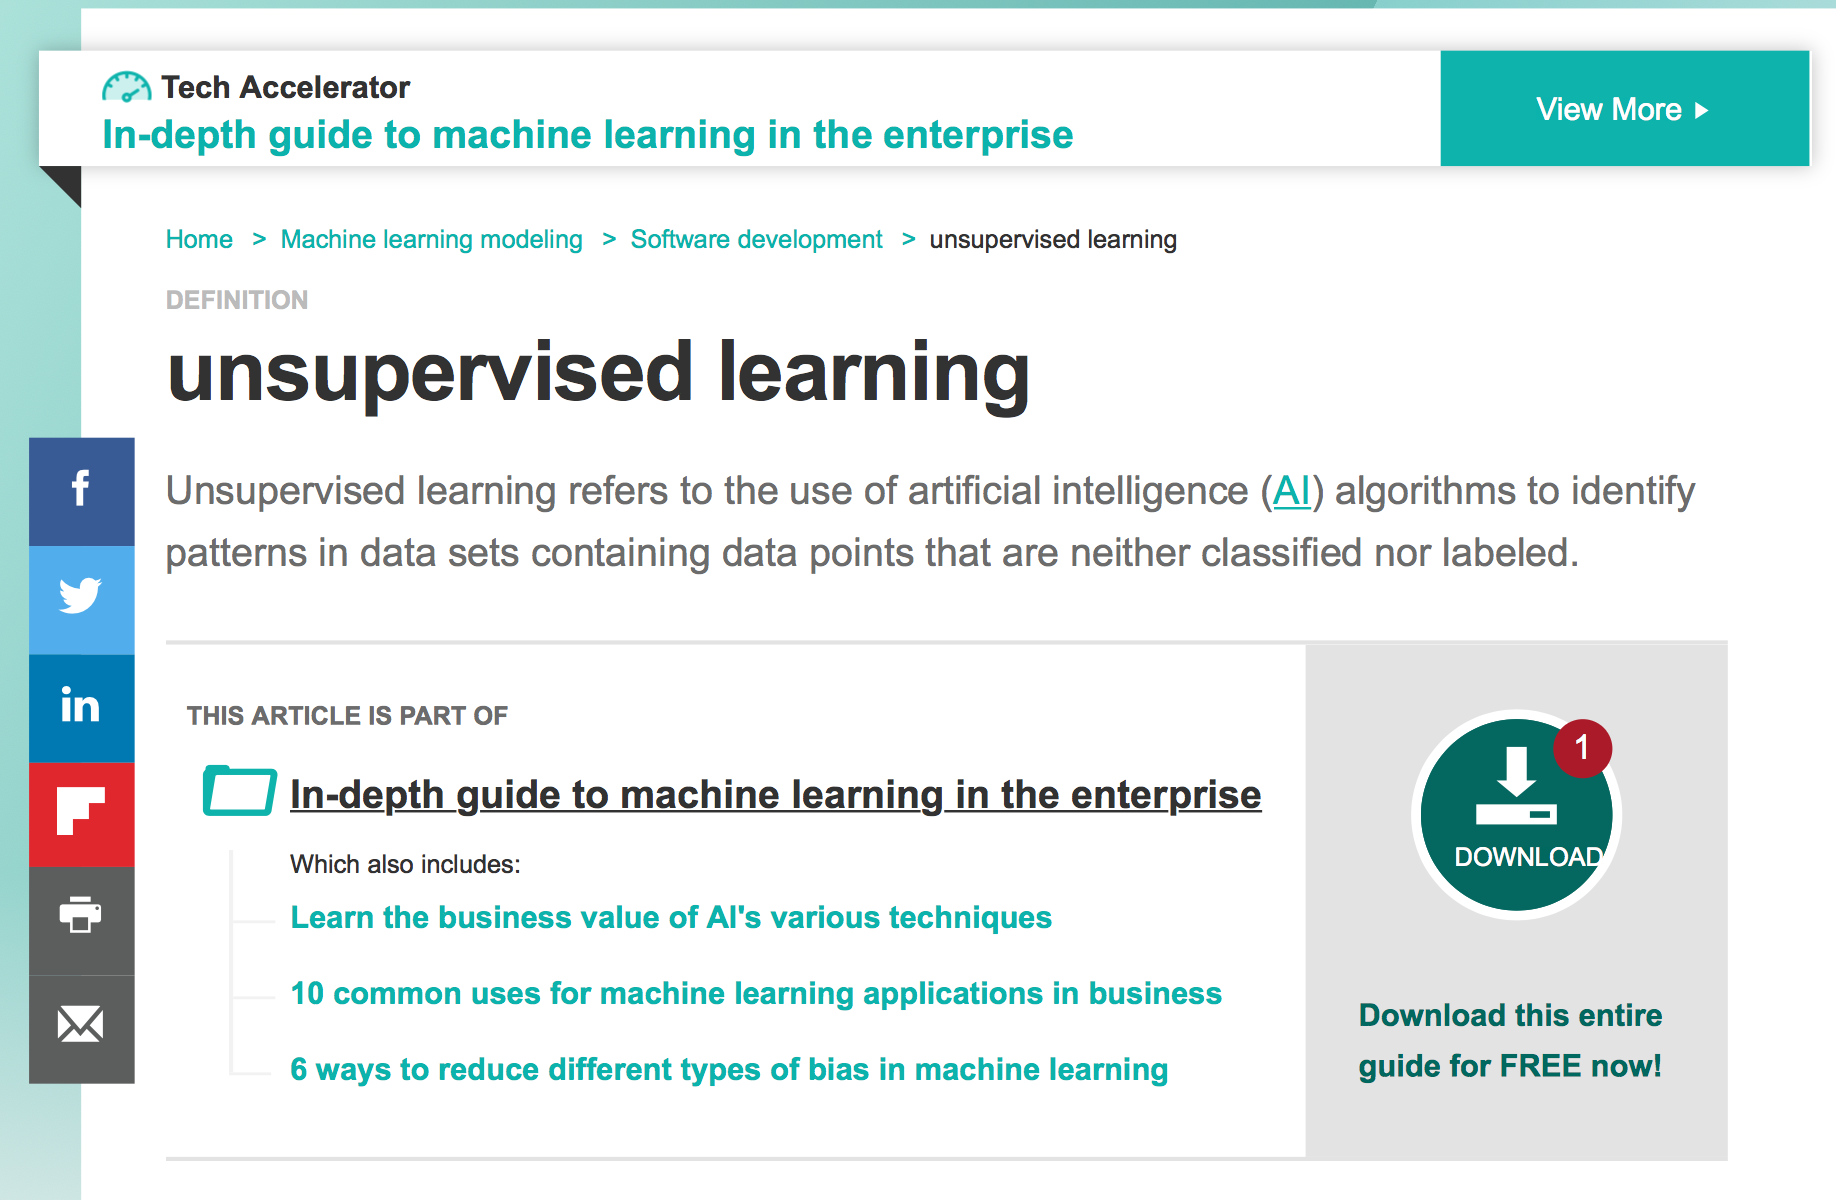 Tech Accelerator
In-depth guide to machine learning in the enterprise
View More
Home > Machine learning modeling > Software development > unsupervised learning
DEFINITION
unsupervised learning
Unsupervised learning refers to the use of artificial intelligence (AI) algorithms to identify
patterns in data sets containing data points that are neither classified nor labeled.
f
in
THIS ARTICLE IS PART OF
In-depth guide to machine learning in the enterprise
Which also includes:
Learn the business value of AI's various techniques
10 common uses for machine learning applications in business
6 ways to reduce different types of bias in machine learning
1
DOWNLOAD
Download this entire
guide for FREE now!